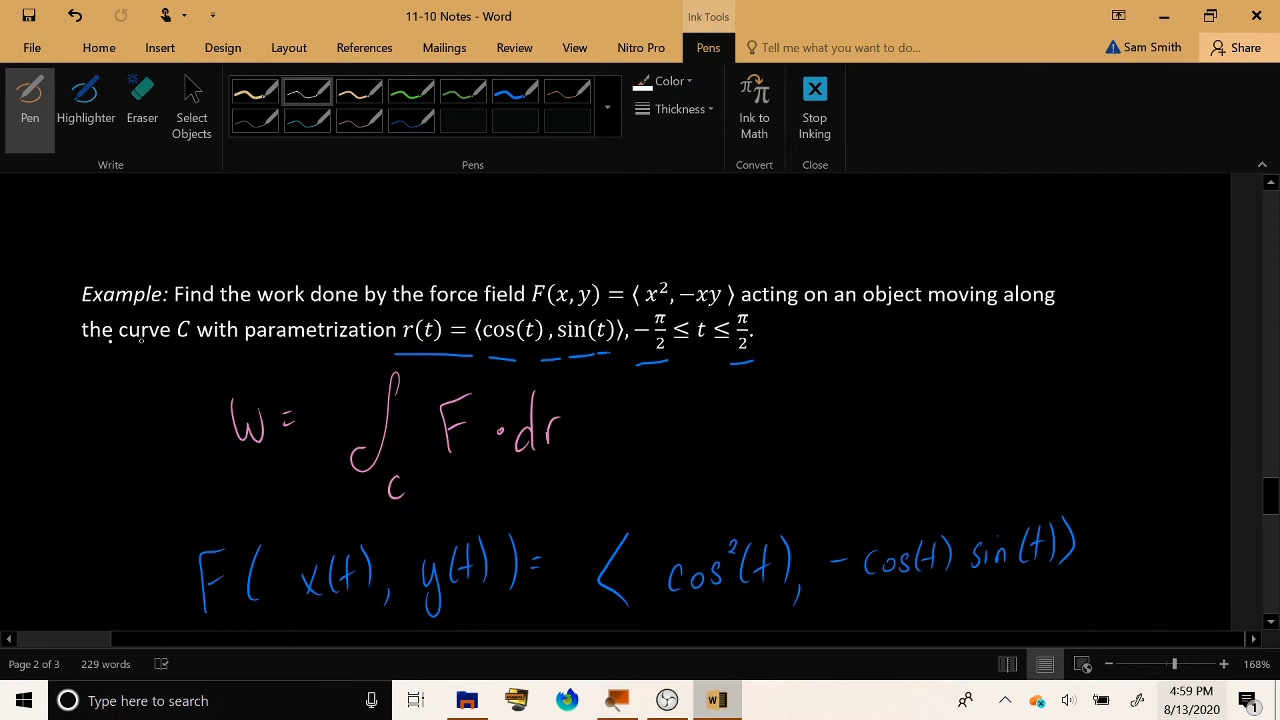 11-10 Notes - Word
Ink Tools
File Home Insert Design Layout References Mailings Review View Nitro Pro Pens Tell me what you want to do... Sam Smith Share
Pen Highlighter Eraser Select Objects
Color
Thickness
Ink to Math
Stop Inking
Write Pens Convert Close
Example: Find the work done by the force field F(x, y) = ⟨ x², −xy ⟩ acting on an object moving along
the curve C with parametrization r(t) = ⟨cos(t), sin(t)⟩, −π/2 ≤ t ≤ π/2.
W = ∫_C F · dr
F( x(t), y(t)) = ⟨ cos²(t), − cos(t) sin(t)⟩
Page 2 of 3 229 words 168%
Type here to search
4:59 PM
8/13/2020
1